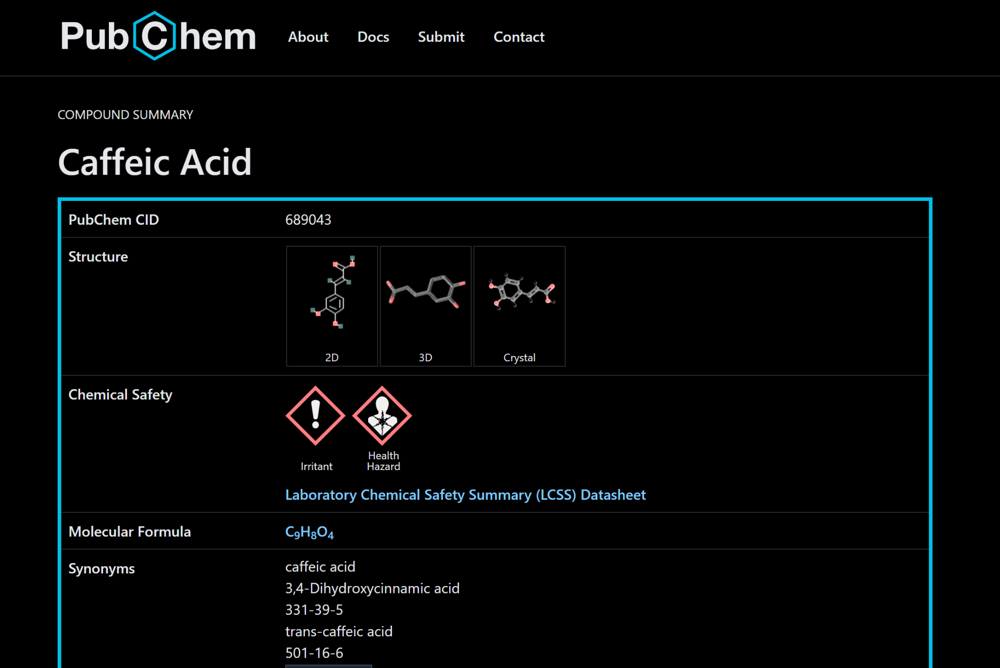 PubChem About Docs Submit Contact
COMPOUND SUMMARY
Caffeic Acid
PubChem CID 689043
Structure
2D 3D Crystal
Chemical Safety
Irritant Health Hazard
Laboratory Chemical Safety Summary (LCSS) Datasheet
Molecular Formula C₉H₈O₄
Synonyms caffeic acid
3,4-Dihydroxycinnamic acid
331-39-5
trans-caffeic acid
501-16-6